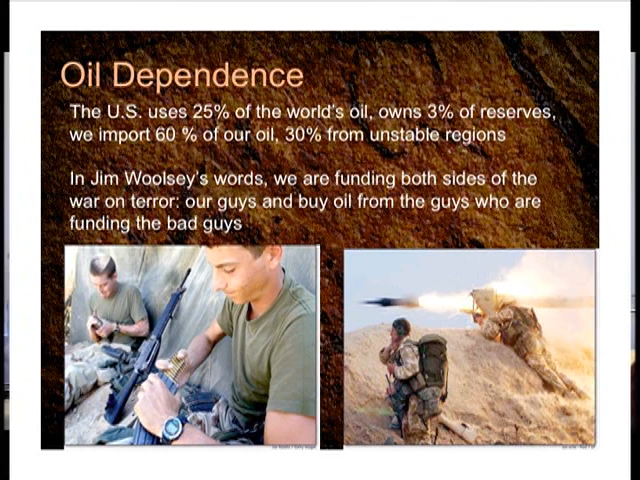 Oil Dependence
The U.S. uses 25% of the world's oil, owns 3% of reserves,
we import 60 % of our oil, 30% from unstable regions
In Jim Woolsey's words, we are funding both sides of the
war on terror: our guys and buy oil from the guys who are
funding the bad guys